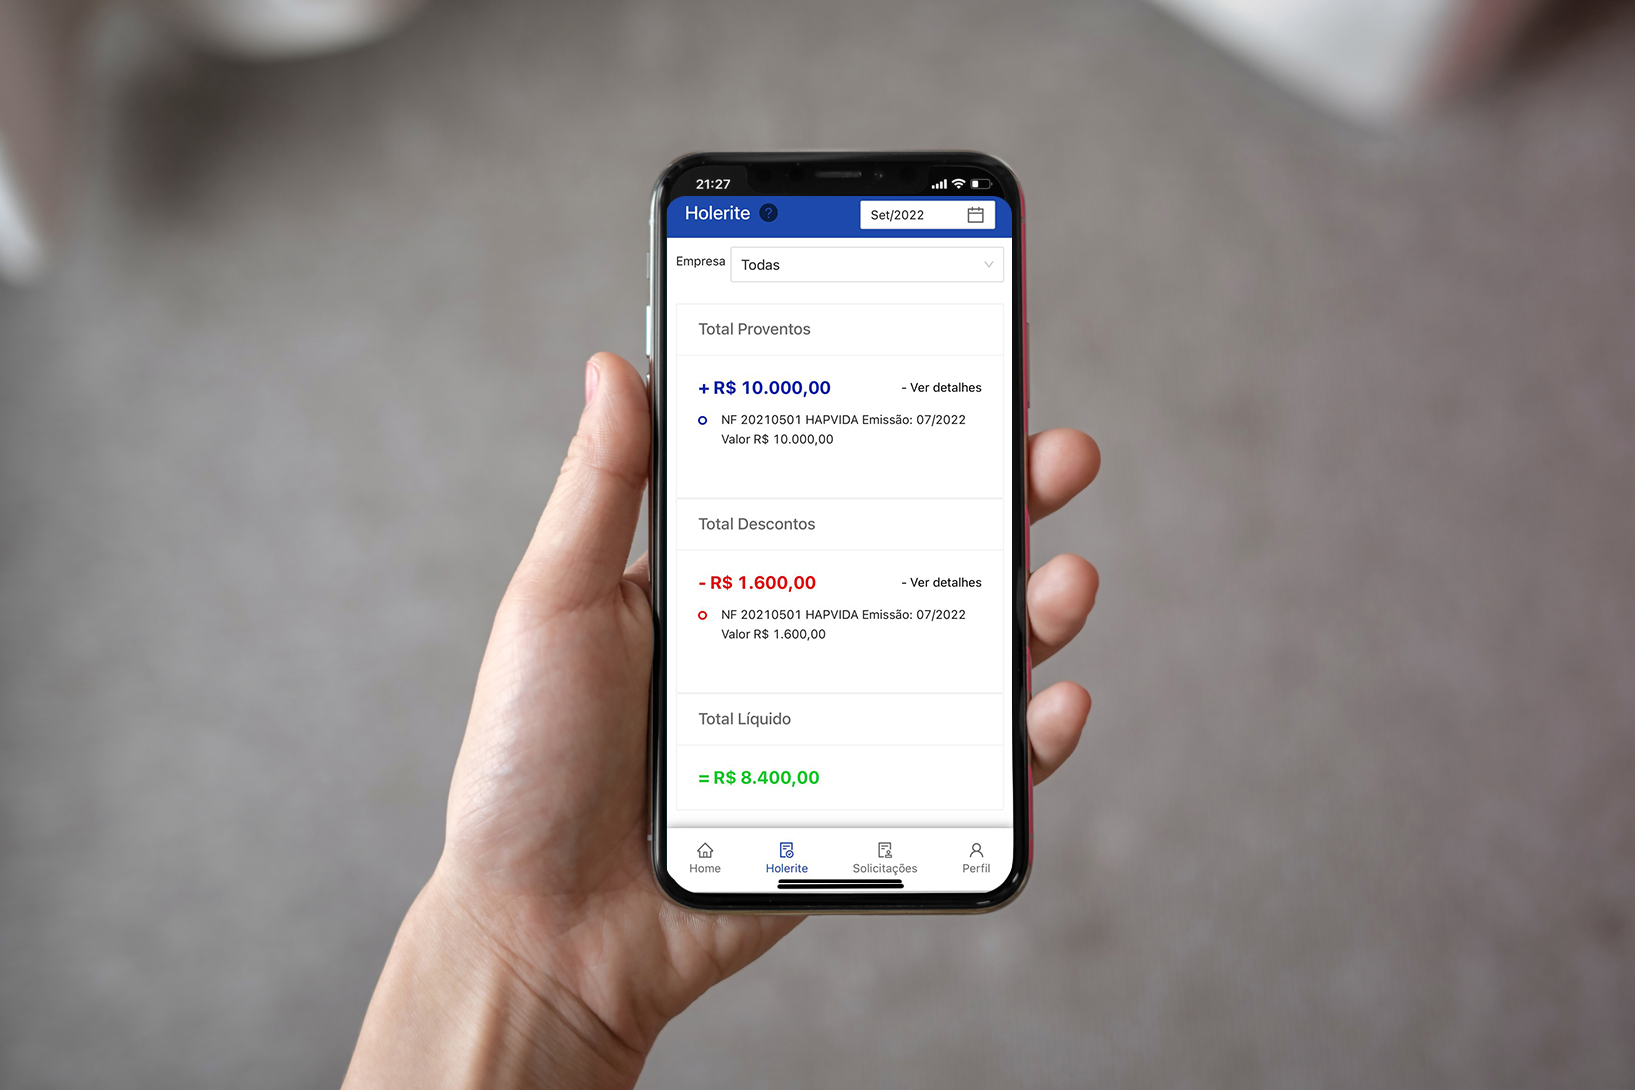 21:27
Holerite ?
Set/2022
Empresa
Todas
Total Proventos
+ R$ 10.000,00
- Ver detalhes
NF 20210501 HAPVIDA Emissão: 07/2022
Valor R$ 10.000,00
Total Descontos
- R$ 1.600,00
- Ver detalhes
NF 20210501 HAPVIDA Emissão: 07/2022
Valor R$ 1.600,00
Total Líquido
= R$ 8.400,00
Home
Holerite
Solicitações
Perfil